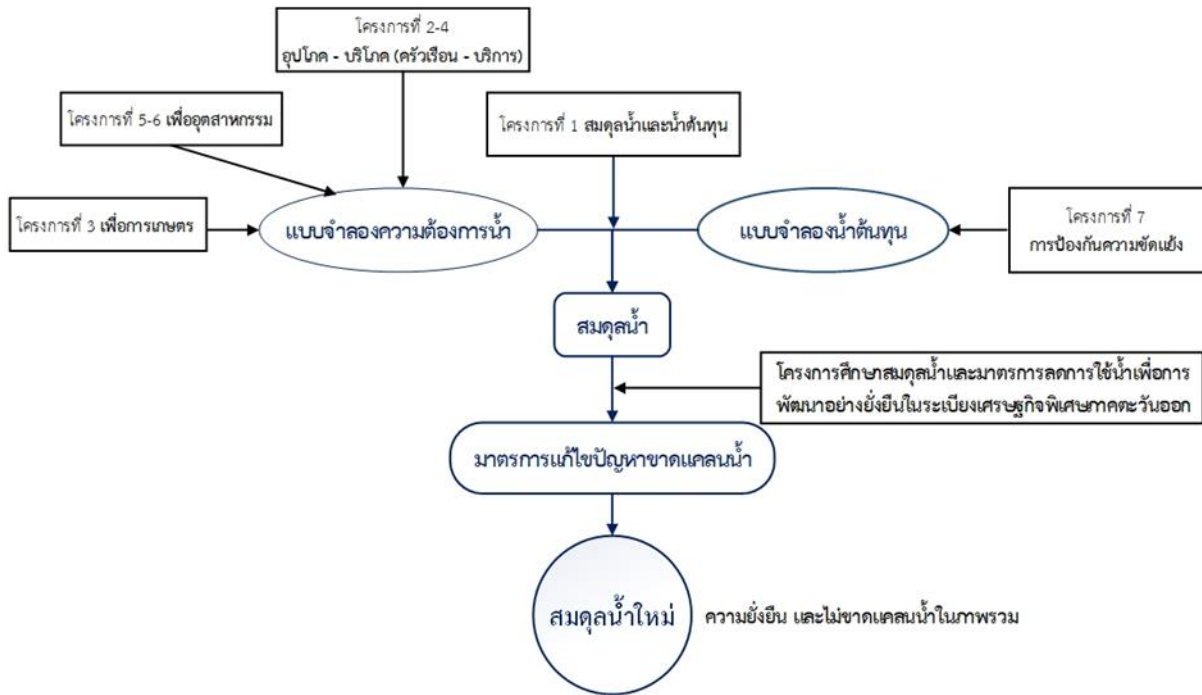 โครงการที่ 2-4
อุปโภค - บริโภค (ครัวเรือน - บริการ)
โครงการที่ 5-6 เพื่ออุตสาหกรรม
โครงการที่ 1 สมดุลน้ำและน้ำต้นทุน
โครงการที่ 3 เพื่อการเกษตร
แบบจำลองความต้องการน้ำ
แบบจำลองน้ำต้นทุน
โครงการที่ 7
การป้องกันความขัดแย้ง
สมดุลน้ำ
โครงการศึกษาสมดุลน้ำและมาตรการลดการใช้น้ำเพื่อการ
พัฒนาอย่างยั่งยืนในระเบียงเศรษฐกิจพิเศษภาคตะวันออก
มาตรการแก้ไขปัญหาขาดแคลนน้ำ
สมดุลน้ำใหม่
ความยั่งยืน และไม่ขาดแคลนน้ำในภาพรวม